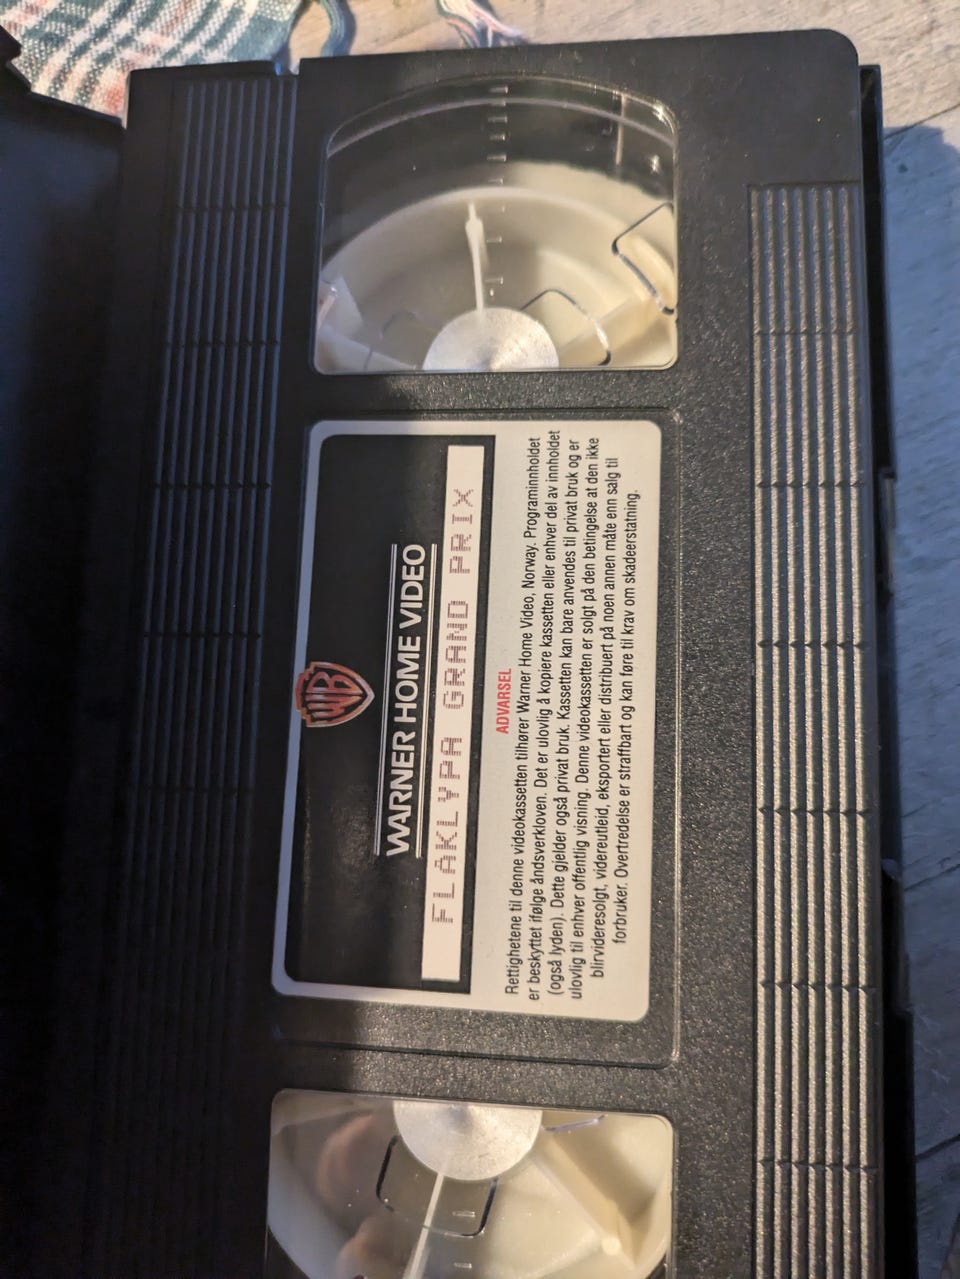 WB
WARNER HOME VIDEO
FLÅKLYPA GRAND PRIX
ADVARSEL
Rettighetene til denne videokassetten tilhører Warner Home Video, Norway. Programinnholdet
er beskyttet ifølge åndsverkloven. Det er ulovlig å kopiere kassetten eller enhver del av innholdet
(også lyden). Dette gjelder også privat bruk. Kassetten kan bare anvendes til privat bruk og er
ulovlig til enhver offentlig visning. Denne videokassetten er solgt på den betingelse at den ikke
blirvideresolgt, videreutleid, eksportert eller distribuert på noen annen måte enn salg til
forbruker. Overtredelse er straffbart og kan føre til krav om skadeerstatning.